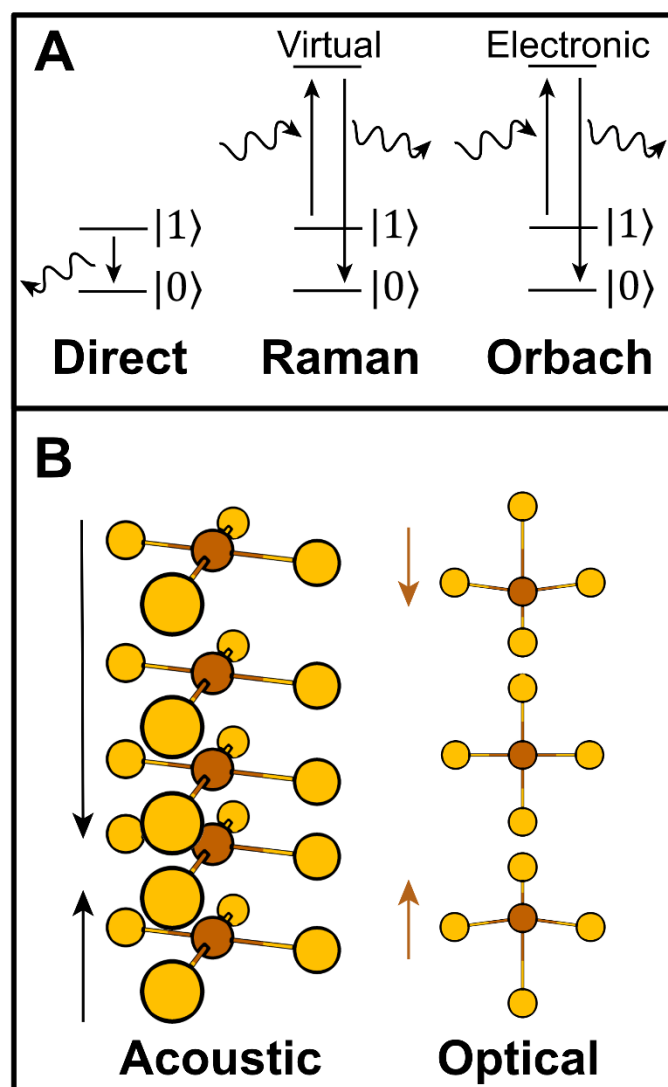 A
Virtual
Electronic
|1⟩
|1⟩
|1⟩
|0⟩
|0⟩
|0⟩
Direct
Raman
Orbach
B
Acoustic
Optical